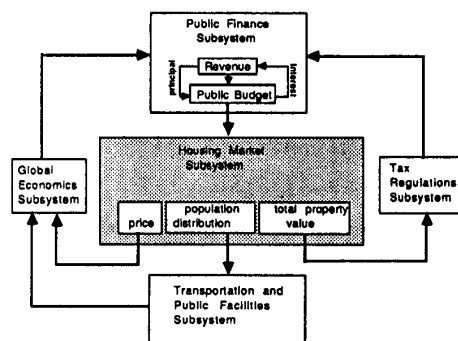 Public Finance
Subsystem
Revenue
principal
interest
Public Budget
Housing Market
Subsystem
Global
Economics
Subsystem
Tax
Regulations
Subsystem
price
population
distribution
total property
value
Transportation and
Public Facilities
Subsystem